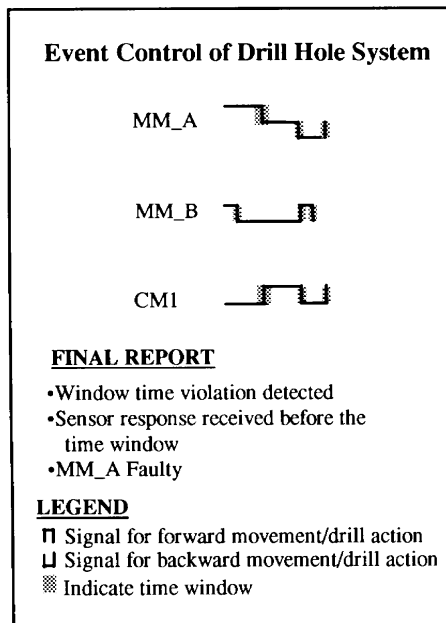 Event Control of Drill Hole System
MM_A
MM_B
CM1
FINAL REPORT
•Window time violation detected
•Sensor response received before the
time window
•MM_A Faulty
LEGEND
Signal for forward movement/drill action
Signal for backward movement/drill action
Indicate time window